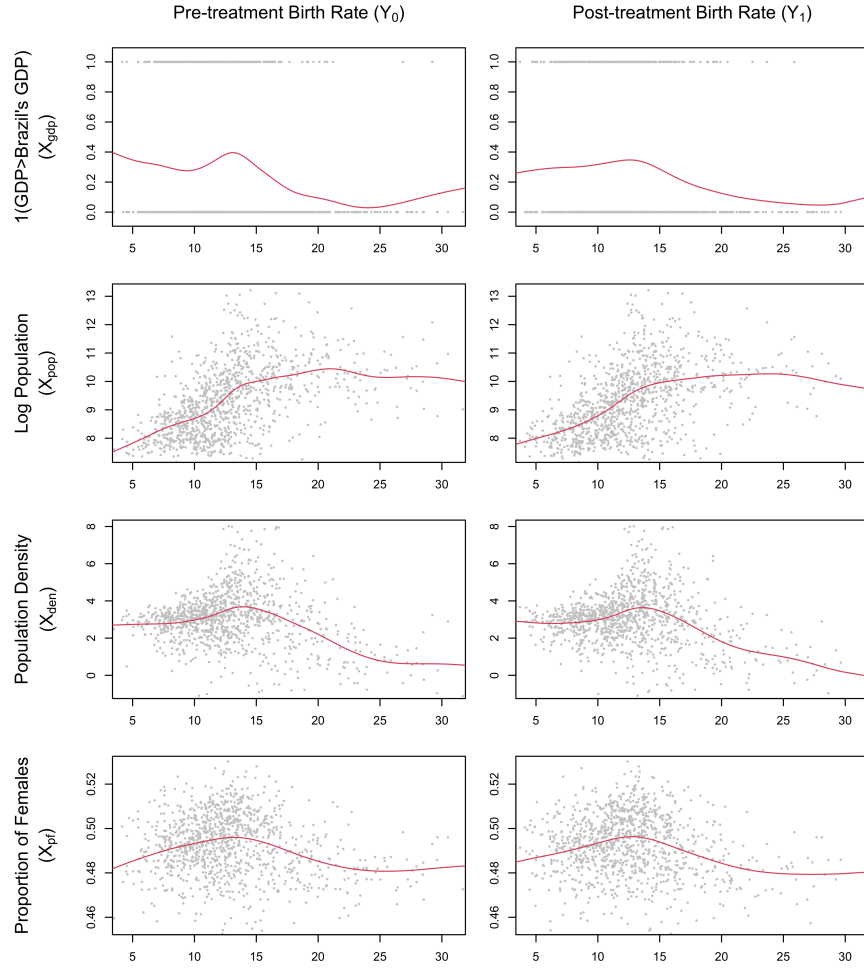 Pre-treatment Birth Rate (Y0)
Post-treatment Birth Rate (Y1)
1(GDP>Brazil's GDP)
(Xgdp)
0.0 0.2 0.4 0.6 0.8 1.0
5 10 15 20 25 30
0.0 0.2 0.4 0.6 0.8 1.0
5 10 15 20 25 30
Log Population
(Xpop)
8 9 10 11 12 13
5 10 15 20 25 30
8 9 10 11 12 13
5 10 15 20 25 30
Population Density
(Xden)
0 2 4 6 8
5 10 15 20 25 30
0 2 4 6 8
5 10 15 20 25 30
Proportion of Females
(Xpf)
0.46 0.48 0.50 0.52
5 10 15 20 25 30
0.46 0.48 0.50 0.52
5 10 15 20 25 30